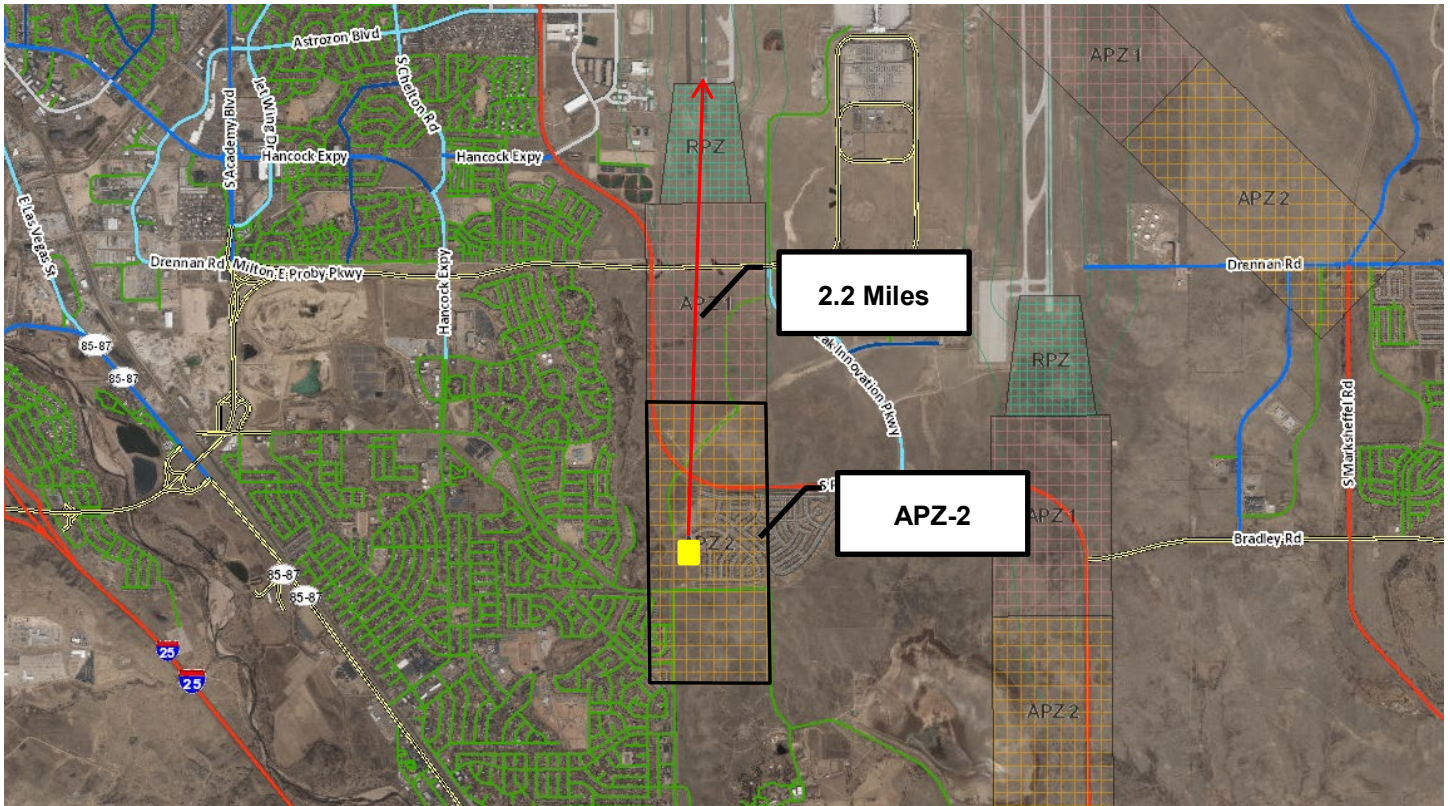 Astrozon Blvd
S Chelton Rd
S Academy Blvd
Jet Wing Dr
Hancock Expy
Hancock Expy
E Las Vegas St
Drennan Rd
Milton E Proby Pkwy
Hancock Expy
85-87
85-87
85-87
85-87
25
25
RPZ
APZ 1
2.2 Miles
Innovation Pkwy
APZ-2
PZ 2
S
APZ 1
APZ 2
Drennan Rd
RPZ
S Marksheffel Rd
APZ 1
Bradley Rd
APZ 2